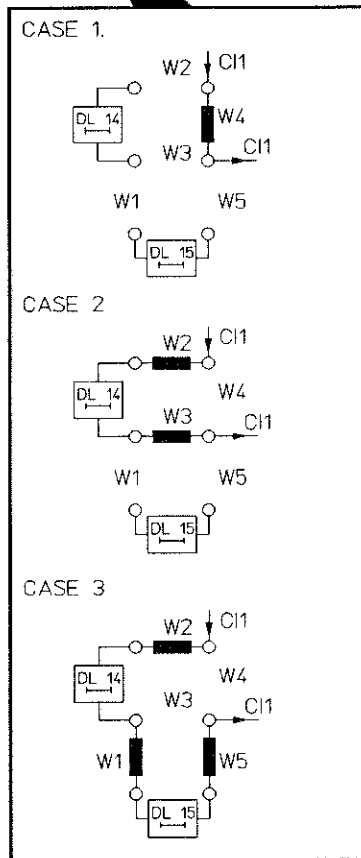 CASE 1.
W2 CI1
DL 14 W4
W3 CI1
W1 W5
DL 15
CASE 2
W2 CI1
DL 14 W4
W3 CI1
W1 W5
DL 15
CASE 3
W2 CI1
DL 14 W4
W3 CI1
W1 W5
DL 15